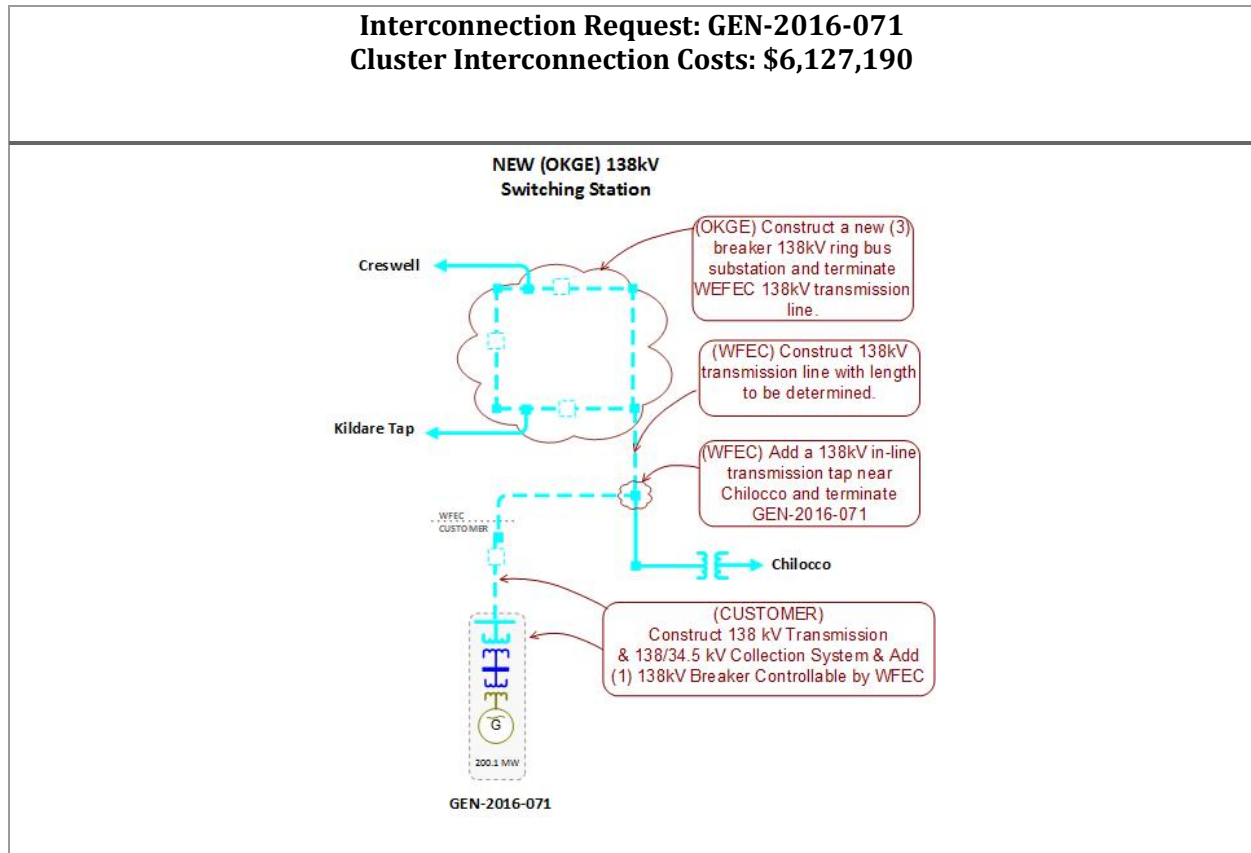 Interconnection Request: GEN-2016-071
Cluster Interconnection Costs: $6,127,190
NEW (OKGE) 138kV
Switching Station
(OKGE) Construct a new (3)
breaker 138kV ring bus
substation and terminate
WEFEC 138kV transmission
line.
Creswell
(WFEC) Construct 138kV
transmission line with length
to be determined.
Kildare Tap
(WFEC) Add a 138kV in-line
transmission tap near
Chilocco and terminate
GEN-2016-071
WFEC
CUSTOMER
Chilocco
(CUSTOMER)
Construct 138 kV Transmission
& 138/34.5 kV Collection System & Add
(1) 138kV Breaker Controllable by WFEC
G
200.1 MW
GEN-2016-071